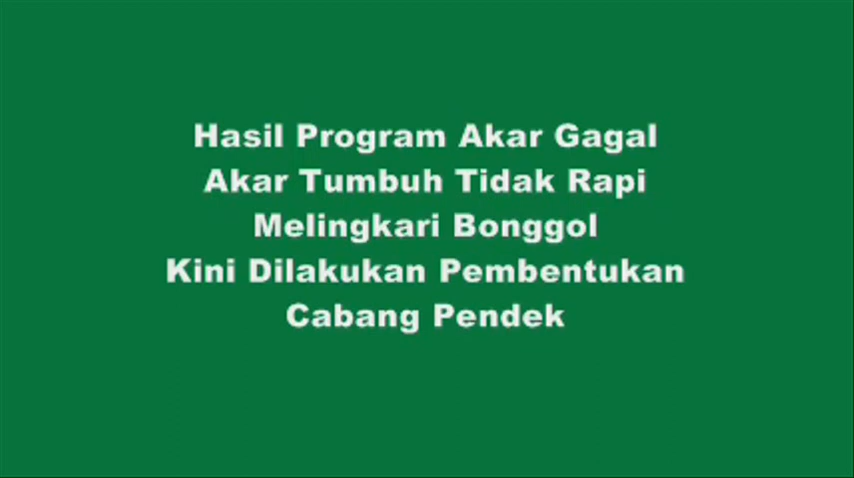 Hasil Program Akar Gagal
Akar Tumbuh Tidak Rapi
Melingkari Bonggol
Kini Dilakukan Pembentukan
Cabang Pendek